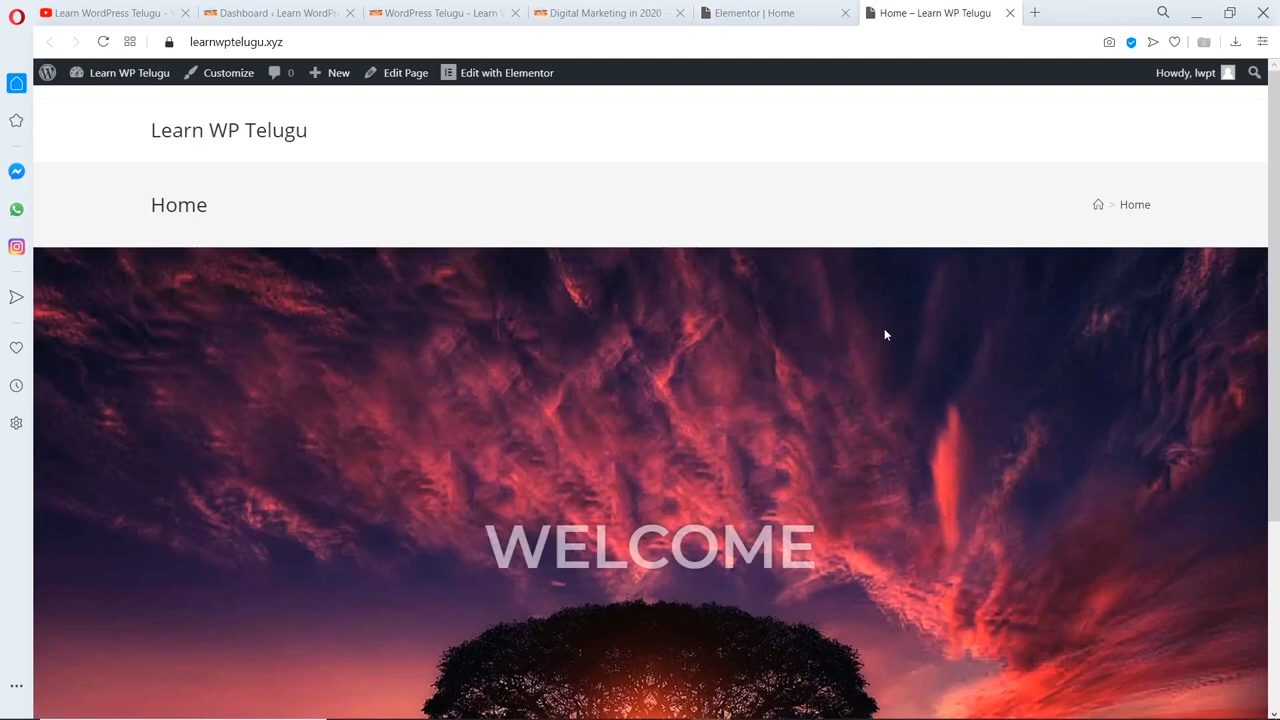 Learn WordPress Telugu - Y
Dashboard ‹ Learn WordPre
WordPress Telugu - Learn W
Digital Marketing in 2020 -
Elementor | Home
Home – Learn WP Telugu
learnwptelugu.xyz
Learn WP Telugu
Customize
0
New
Edit Page
Edit with Elementor
Howdy, lwpt
Learn WP Telugu
Home
> Home
WELCOME